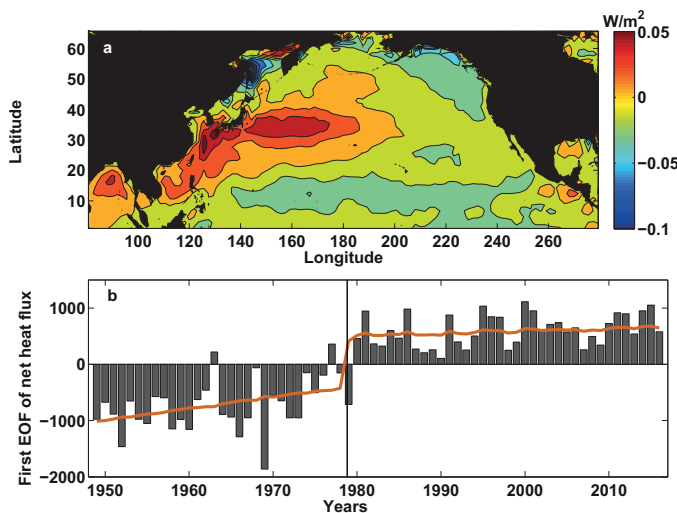 W/m²
a
0.05
0
−0.05
−0.1
60
50
40
30
20
10
Latitude
100 120 140 160 180 200 220 240 260
Longitude
b
1000
0
−1000
−2000
First EOF of net heat flux
1950 1960 1970 1980 1990 2000 2010
Years